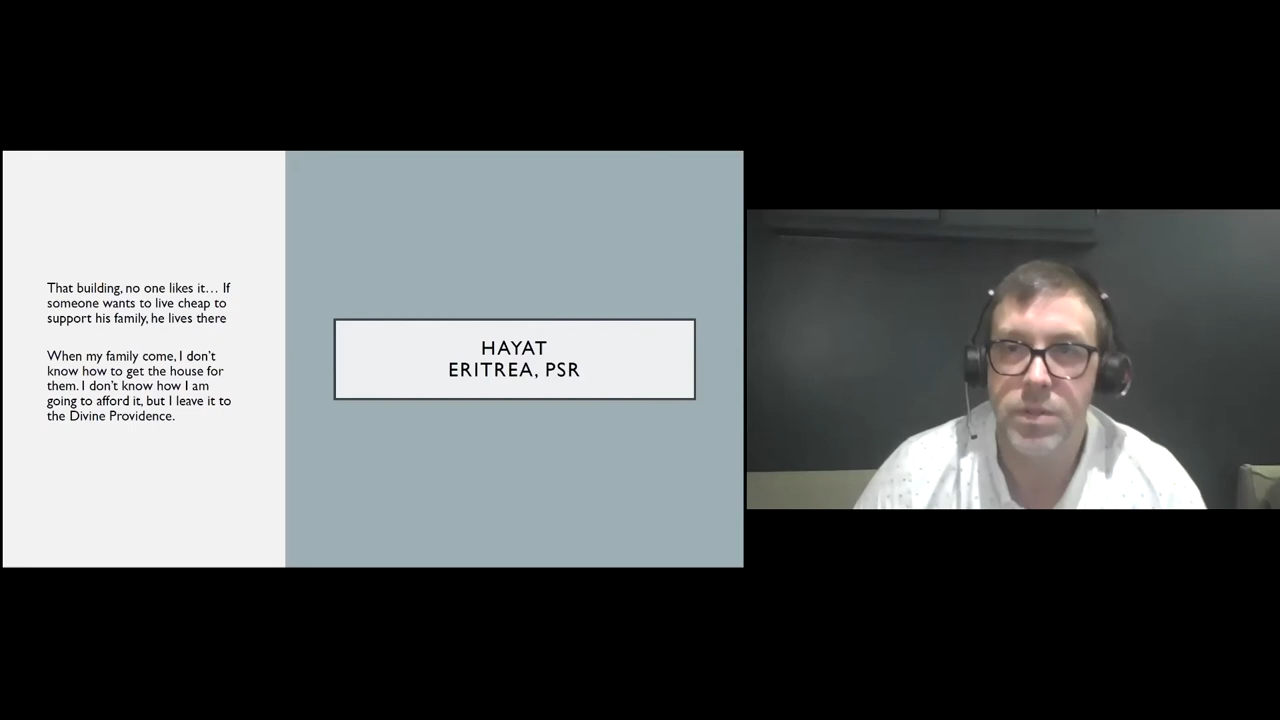 That building, no one likes it… If
someone wants to live cheap to
support his family, he lives there
When my family come, I don't
know how to get the house for
them. I don't know how I am
going to afford it, but I leave it to
the Divine Providence.
HAYAT
ERITREA, PSR